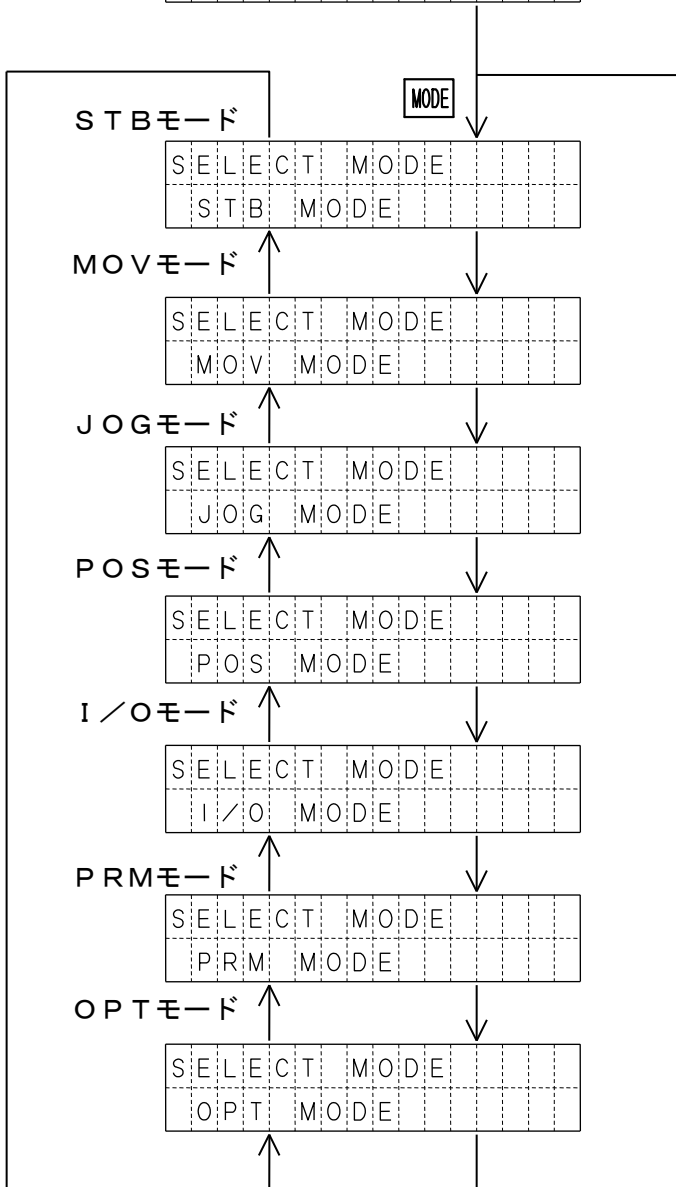 MODE
STBモード
SELECT MODE
STB MODE
MOVモード
SELECT MODE
MOV MODE
JOGモード
SELECT MODE
JOG MODE
POSモード
SELECT MODE
POS MODE
I/Oモード
SELECT MODE
I/O MODE
PRMモード
SELECT MODE
PRM MODE
OPTモード
SELECT MODE
OPT MODE